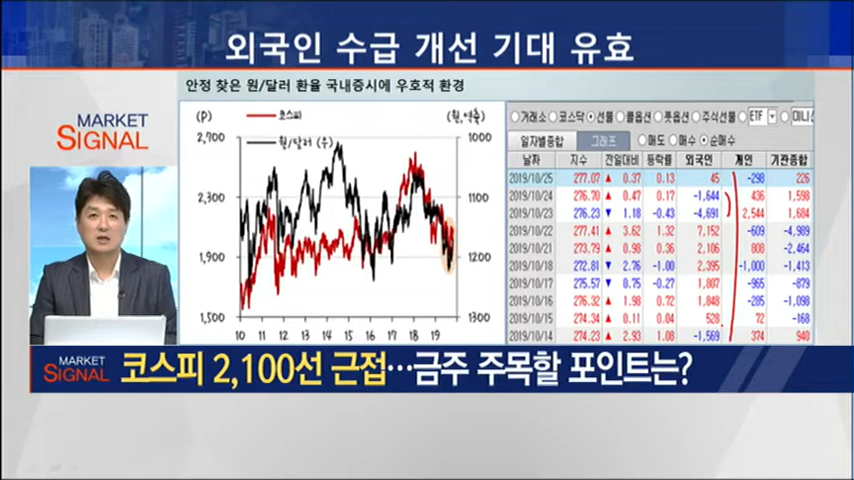 외국인 수급 개선 기대 유효
안정 찾은 원/달러 환율 국내증시에 우호적 환경
MARKET
SIGNAL
(P) 코스피 (원,역축)
원/달러 (우)
2,700 1000
2,300 1100
1,900 1200
1,500 1300
10 11 12 13 14 15 16 17 18 19
거래소 코스닥 선물 콜옵션 풋옵션 주식선물 ETF 미니선
일자별종합 그래프 매도 매수 순매수
날짜 지수 전일대비 등락률 외국인 개인 기관종합
2019/10/25 277.07 ▲ 0.37 0.13 45 -298 226
2019/10/24 276.70 ▲ 0.47 0.17 -1,644 436 1,598
2019/10/23 276.23 ▼ 1.18 -0.43 -4,691 2,544 1,684
2019/10/22 277.41 ▲ 3.62 1.32 7,152 -609 -4,989
2019/10/21 273.79 ▲ 0.98 0.36 2,106 808 -2,464
2019/10/18 272.81 ▼ 2.76 -1.00 2,395 -1,000 -1,413
2019/10/17 275.57 ▼ 0.75 -0.27 1,807 -965 -879
2019/10/16 276.32 ▲ 1.98 0.72 1,848 -285 -1,098
2019/10/15 274.34 ▲ 0.11 0.04 528 72 -168
2019/10/14 274.23 ▲ 2.93 1.08 -1,569 374 940
MARKET
SIGNAL
코스피 2,100선 근접…금주 주목할 포인트는?